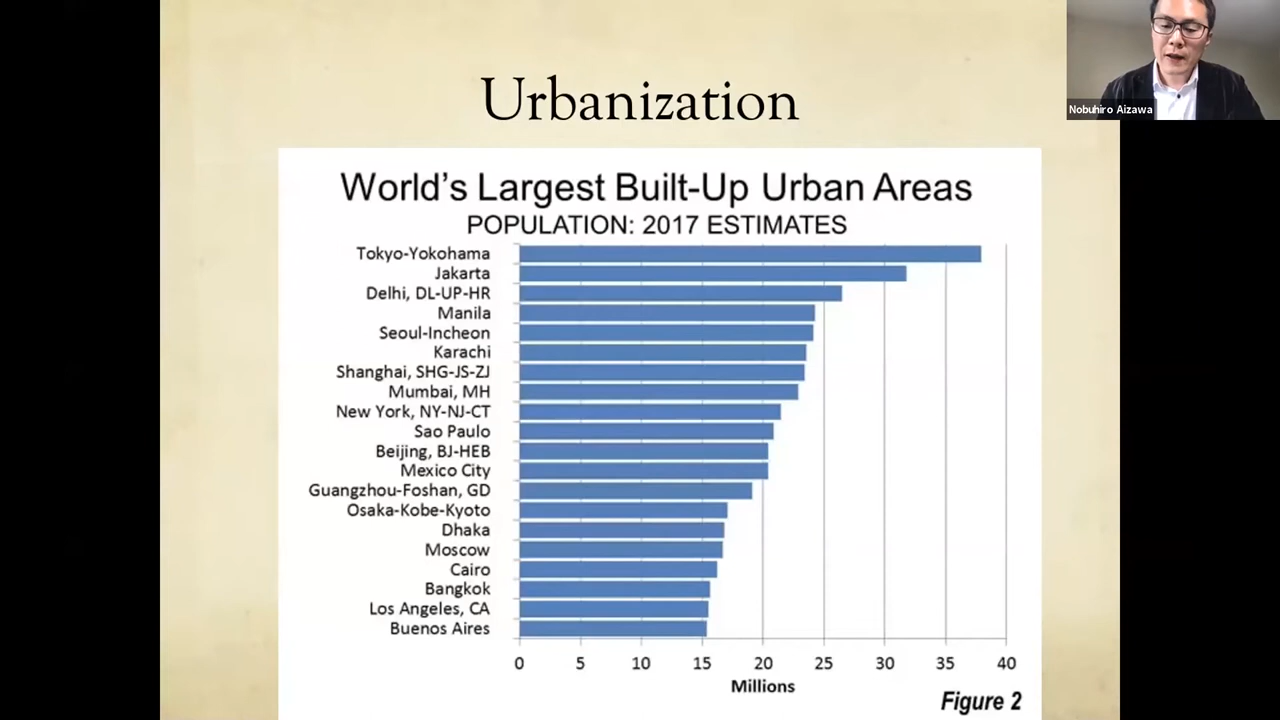 Urbanization
Nobuhiro Aizawa
World's Largest Built-Up Urban Areas
POPULATION: 2017 ESTIMATES
Tokyo-Yokohama
Jakarta
Delhi, DL-UP-HR
Manila
Seoul-Incheon
Karachi
Shanghai, SHG-JS-ZJ
Mumbai, MH
New York, NY-NJ-CT
Sao Paulo
Beijing, BJ-HEB
Mexico City
Guangzhou-Foshan, GD
Osaka-Kobe-Kyoto
Dhaka
Moscow
Cairo
Bangkok
Los Angeles, CA
Buenos Aires
0 5 10 15 20 25 30 35 40
Millions
Figure 2